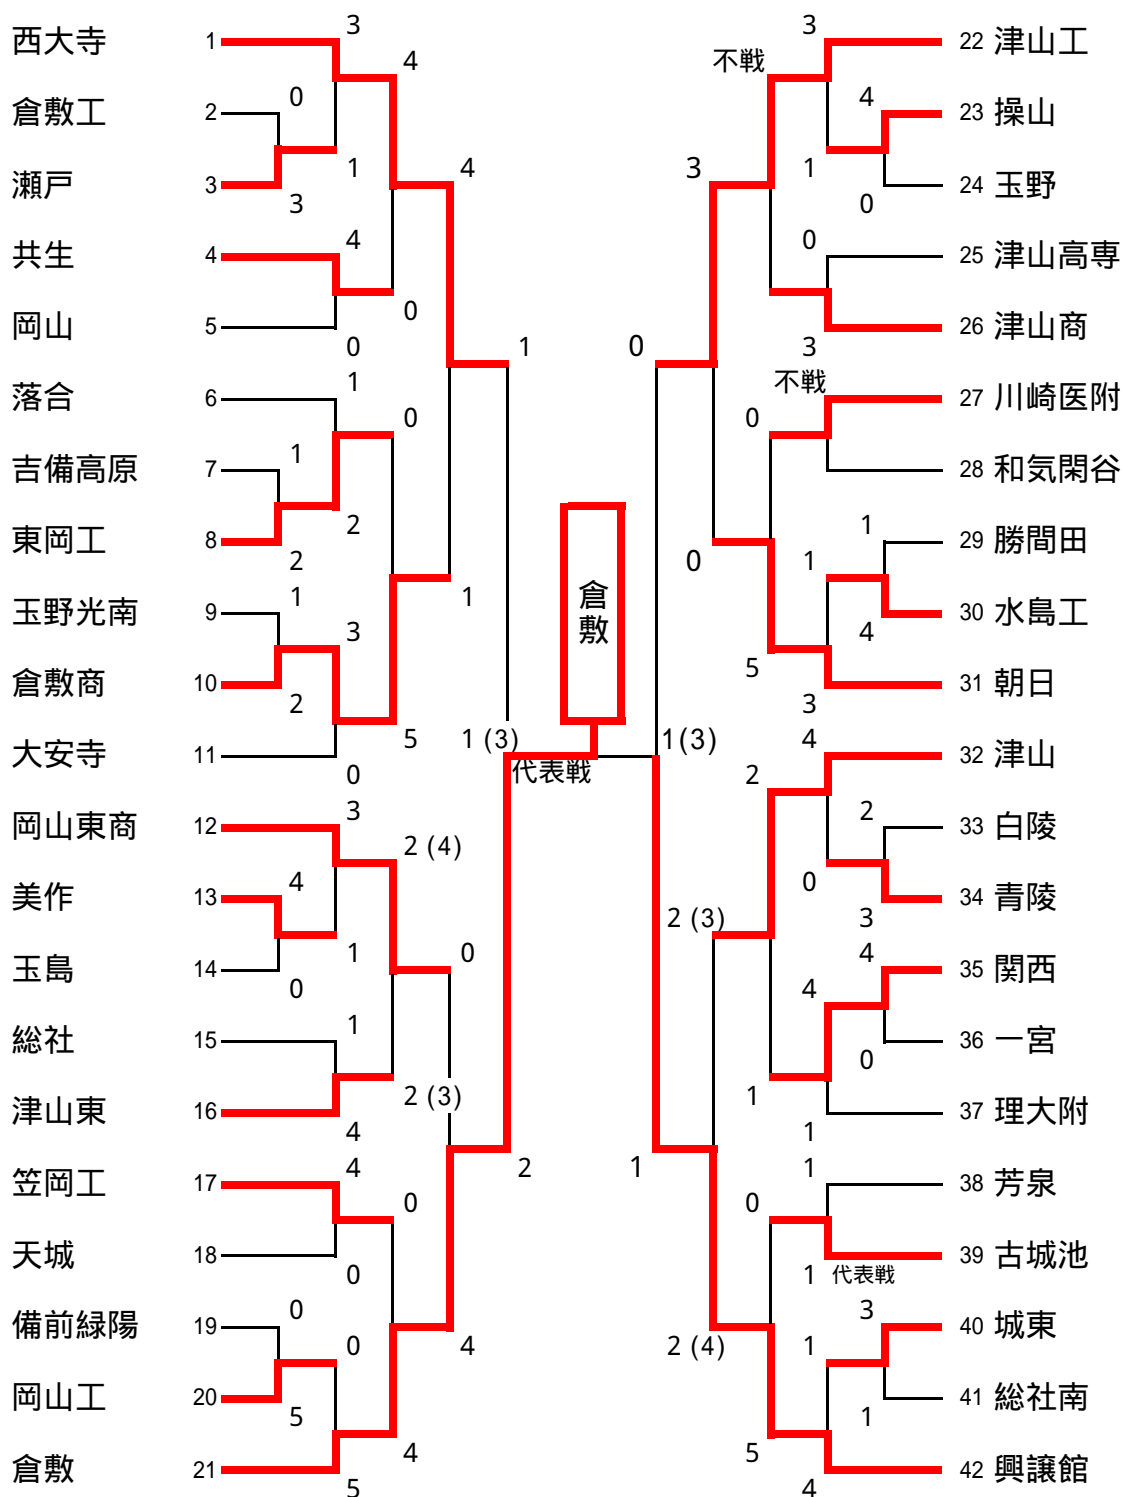 西大寺 1
倉敷工 2
瀬戸 3
共生 4
岡山 5
落合 6
吉備高原 7
東岡工 8
玉野光南 9
倉敷商 10
大安寺 11
岡山東商 12
美作 13
玉島 14
総社 15
津山東 16
笠岡工 17
天城 18
備前緑陽 19
岡山工 20
倉敷 21
3
0
1
3
4
0
1
1
2
2
1
3
2
0
3
4
1
0
1
4
4
0
0
0
5
5
4
0
0
5
2 (4)
2 (3)
0
4
4
1
0
4
1
2
1 (3)
代表戦
倉敷
1(3)
0
1
3
0
2 (3)
2 (4)
不戦
0
5
2
1
0
5
3
1
4
0
0
3
不戦
1
1
4
3
4
2
0
3
4
4
0
1
1
1
代表戦
3
1
1
4
22 津山工
23 操山
24 玉野
25 津山高専
26 津山商
27 川崎医附
28 和気閑谷
29 勝間田
30 水島工
31 朝日
32 津山
33 白陵
34 青陵
35 関西
36 一宮
37 理大附
38 芳泉
39 古城池
40 城東
41 総社南
42 興譲館